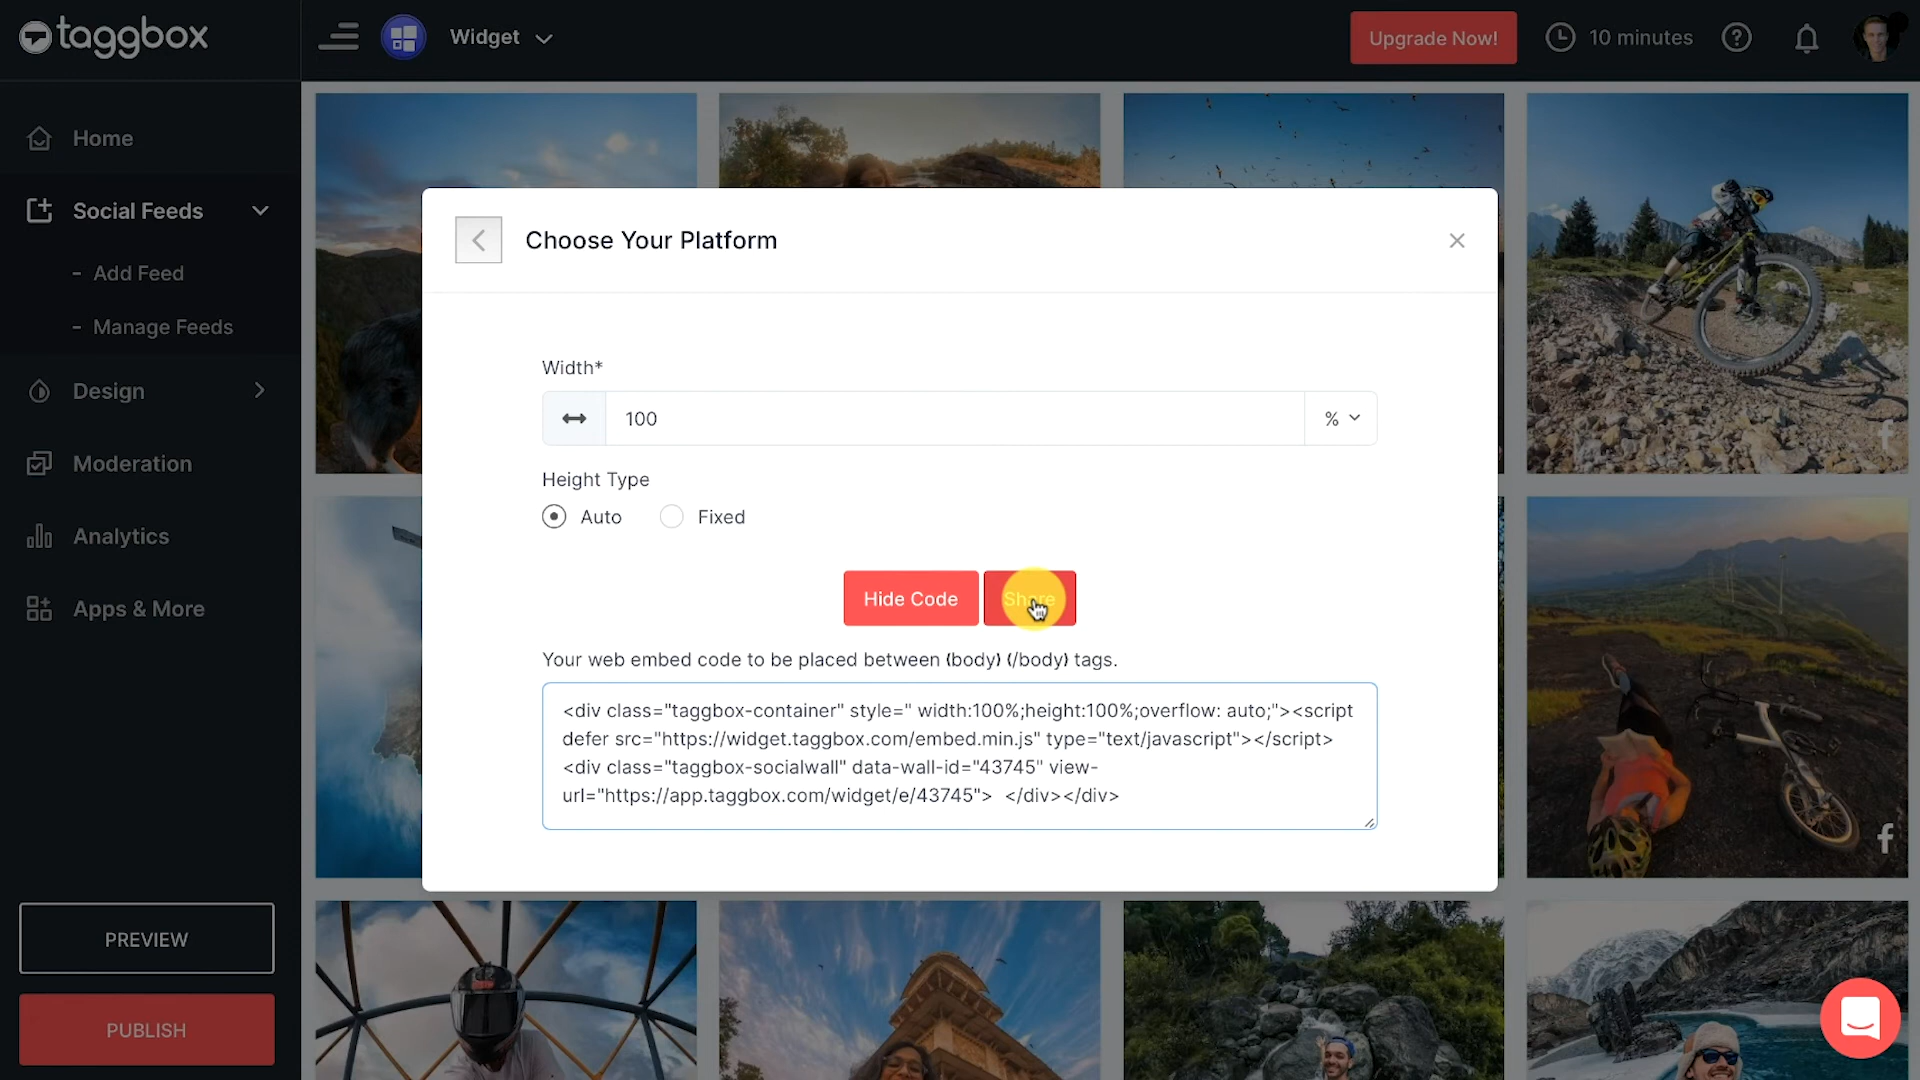 taggbox
Widget
Upgrade Now!
10 minutes
Home
Social Feeds
- Add Feed
- Manage Feeds
Design
Moderation
Analytics
Apps & More
PREVIEW
PUBLISH
Choose Your Platform
Width*
100
%
Height Type
Auto
Fixed
Hide Code
Share
Your web embed code to be placed between (body) (/body) tags.
<div class="taggbox-container" style=" width:100%;height:100%;overflow: auto;"><script
defer src="https://widget.taggbox.com/embed.min.js" type="text/javascript"></script>
<div class="taggbox-socialwall" data-wall-id="43745" view-
url="https://app.taggbox.com/widget/e/43745">  </div></div>